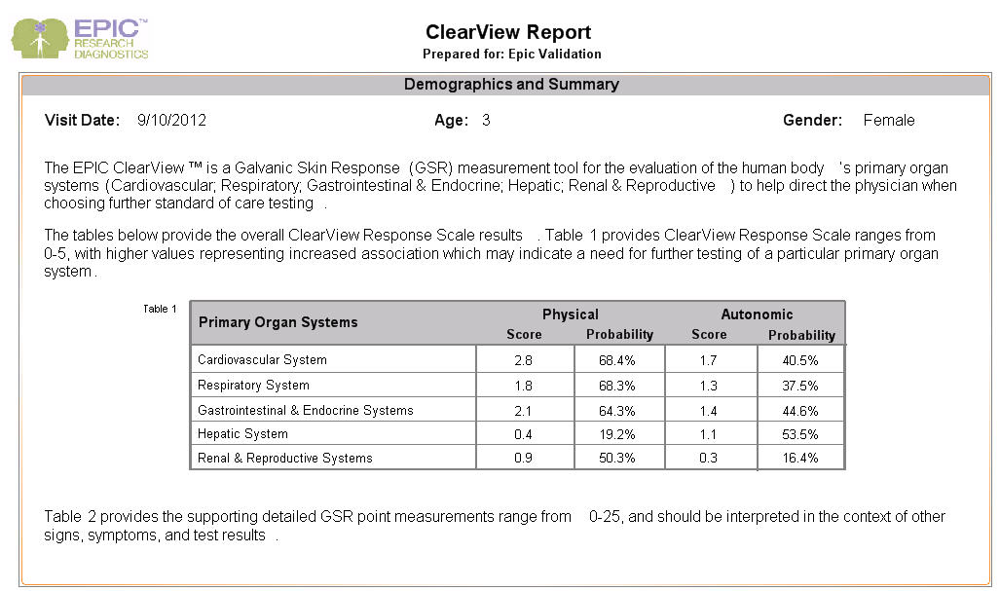 EPIC™
RESEARCH
DIAGNOSTICS
ClearView Report
Prepared for: Epic Validation
Demographics and Summary
Visit Date: 9/10/2012 Age: 3 Gender: Female
The EPIC ClearView ™ is a Galvanic Skin Response (GSR) measurement tool for the evaluation of the human body 's primary organ
systems (Cardiovascular; Respiratory; Gastrointestinal & Endocrine; Hepatic; Renal & Reproductive ) to help direct the physician when
choosing further standard of care testing .
The tables below provide the overall ClearView Response Scale results . Table 1 provides ClearView Response Scale ranges from
0-5, with higher values representing increased association which may indicate a need for further testing of a particular primary organ
system.
Table 1
Primary Organ Systems Physical Autonomic
Score Probability Score Probability
Cardiovascular System 2.8 68.4% 1.7 40.5%
Respiratory System 1.8 68.3% 1.3 37.5%
Gastrointestinal & Endocrine Systems 2.1 64.3% 1.4 44.6%
Hepatic System 0.4 19.2% 1.1 53.5%
Renal & Reproductive Systems 0.9 50.3% 0.3 16.4%
Table 2 provides the supporting detailed GSR point measurements range from 0-25, and should be interpreted in the context of other
signs, symptoms, and test results .